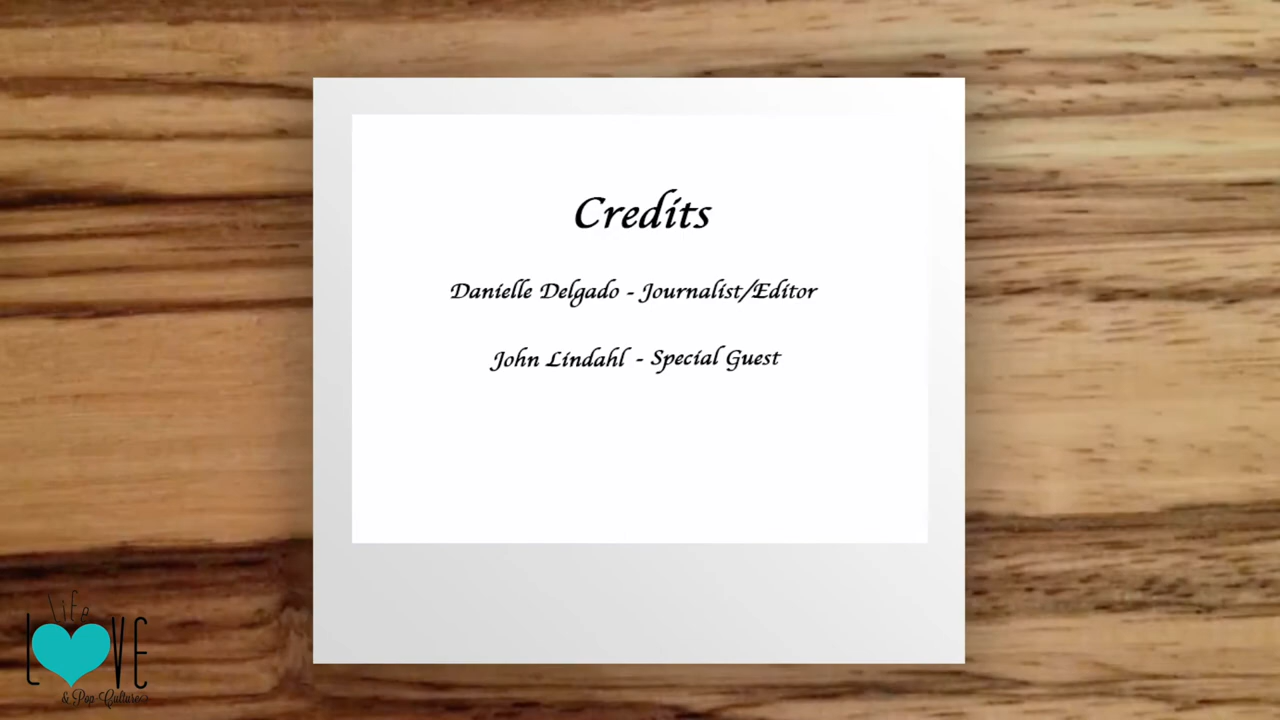 Credits
Danielle Delgado - Journalist/Editor
John Lindahl - Special Guest
Life
LOVE
& Pop Culture